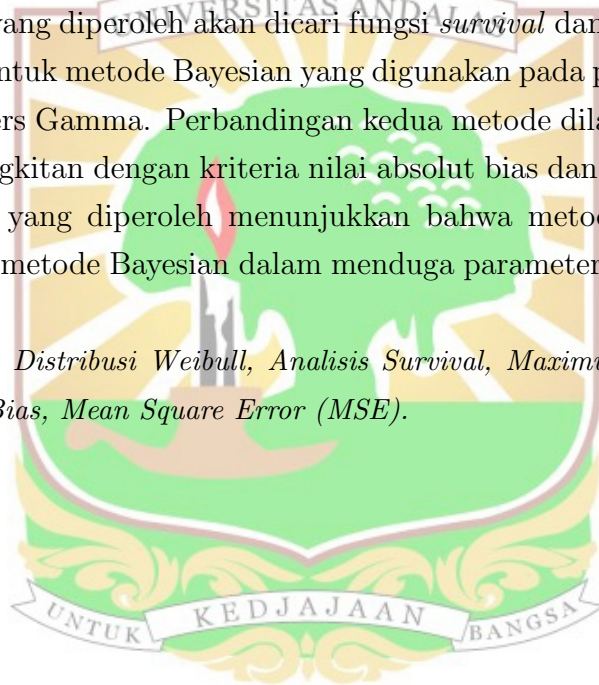 UNIVERSITAS ANDALAS
yang diperoleh akan dicari fungsi survival dan
ntuk metode Bayesian yang digunakan pada p
ers Gamma. Perbandingan kedua metode dila
gkitan dengan kriteria nilai absolut bias dan
yang diperoleh menunjukkan bahwa metod
metode Bayesian dalam menduga parameter
Distribusi Weibull, Analisis Survival, Maximu
Bias, Mean Square Error (MSE).
UNTUK KEDJAJAAN BANGSA